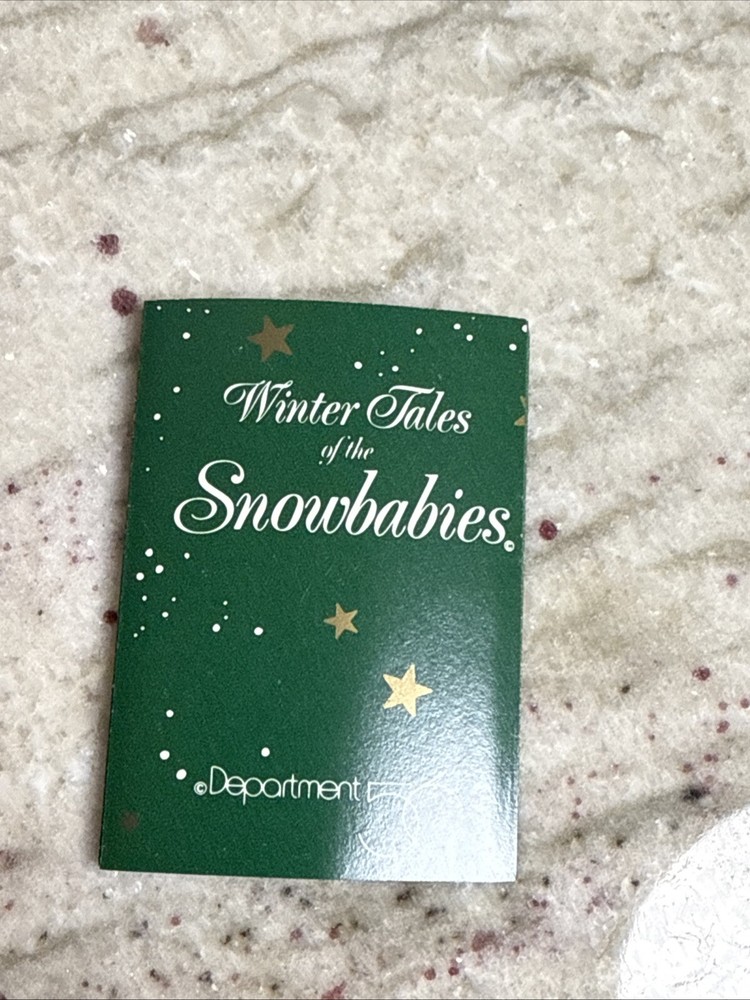 Winter Tales
of the
Snowbabies©
©Department